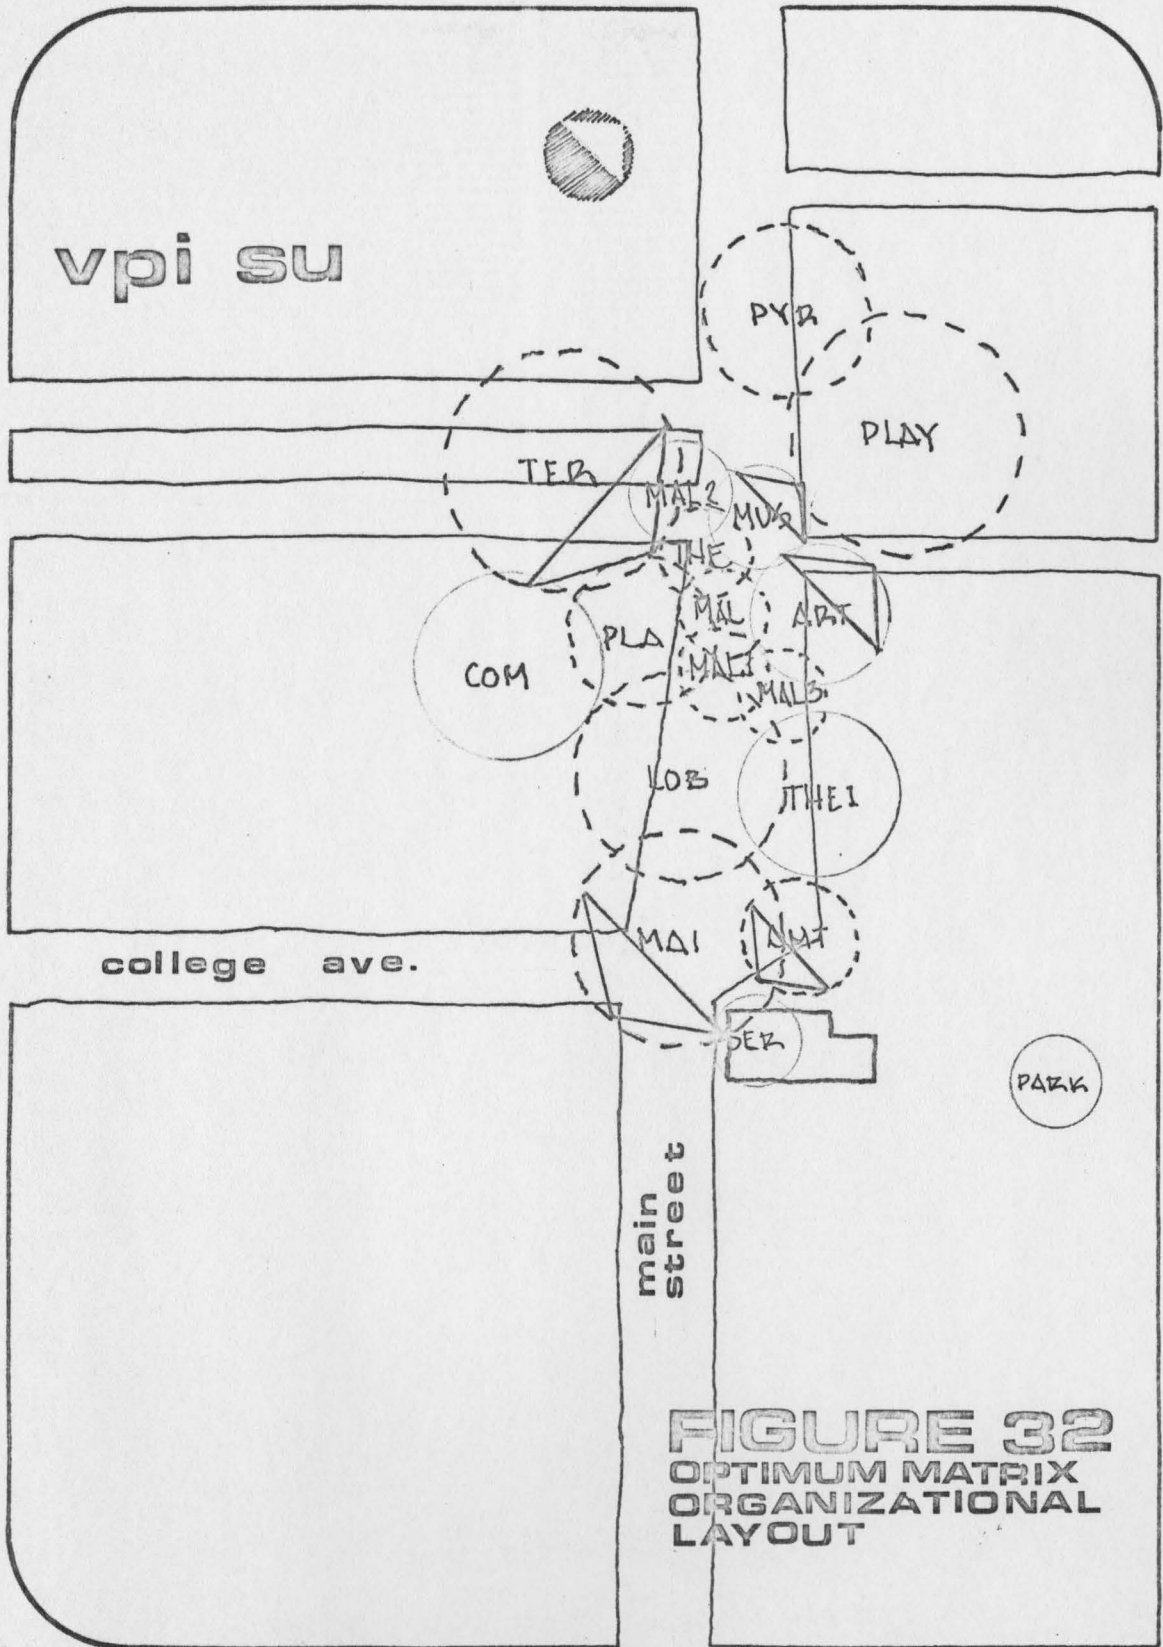 vpi su
PYR
PLAY
TER
MAL2
MUS
THE
MAL
ART
PLA
COM
MAL1
MAL3
LOB
THE1
MAI
AMT
SER
college ave.
PARK
main
street
FIGURE 32
OPTIMUM MATRIX
ORGANIZATIONAL
LAYOUT